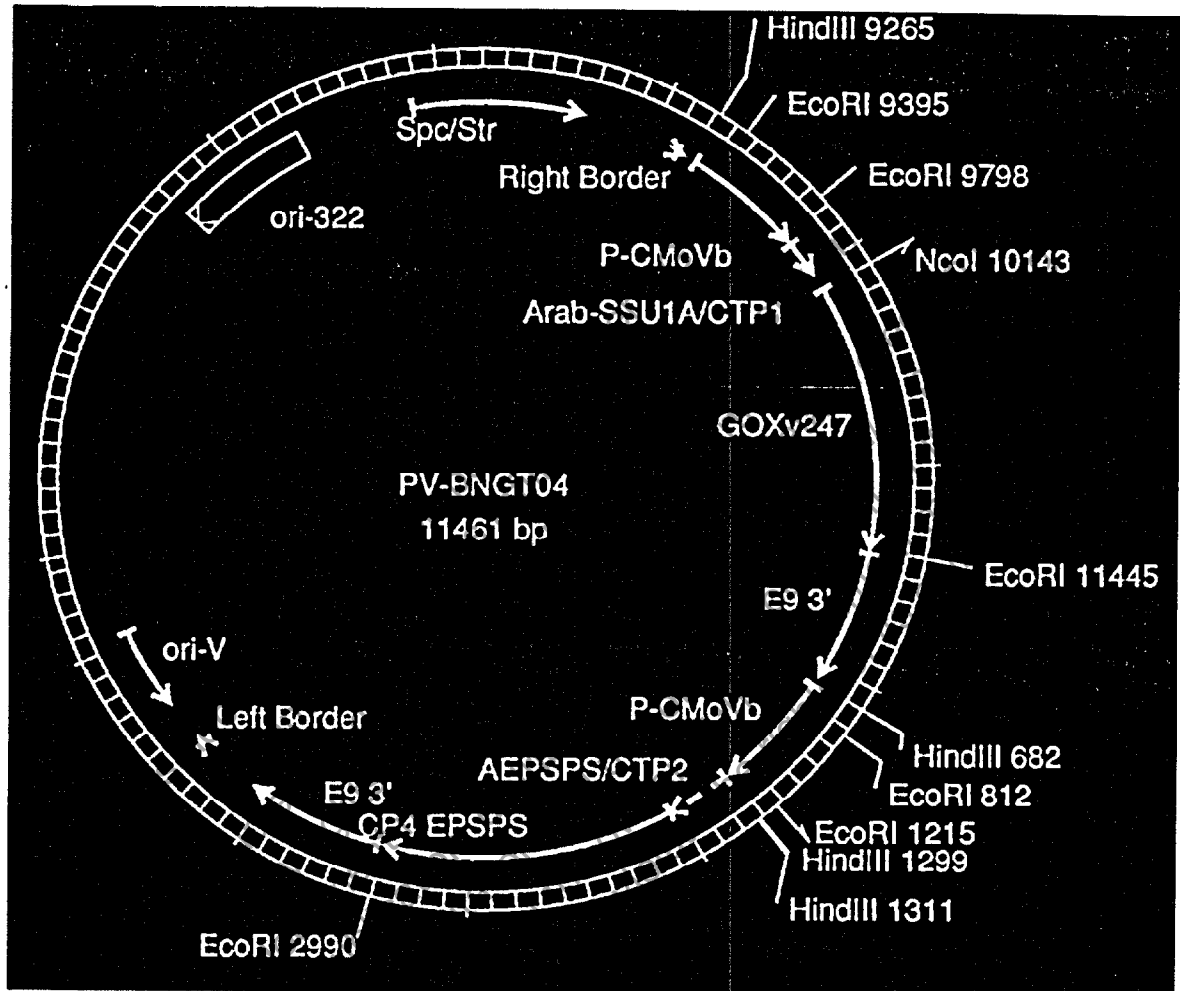 HindIII 9265
EcoRI 9395
Spc/Str
Right Border
EcoRI 9798
ori-322
P-CMoVb
NcoI 10143
Arab-SSU1A/CTP1
GOXv247
PV-BNGT04
11461 bp
EcoRI 11445
E9 3'
ori-V
P-CMoVb
Left Border
HindIII 682
AEPSPS/CTP2
EcoRI 812
E9 3'
CP4 EPSPS
EcoRI 1215
HindIII 1299
HindIII 1311
EcoRI 2990